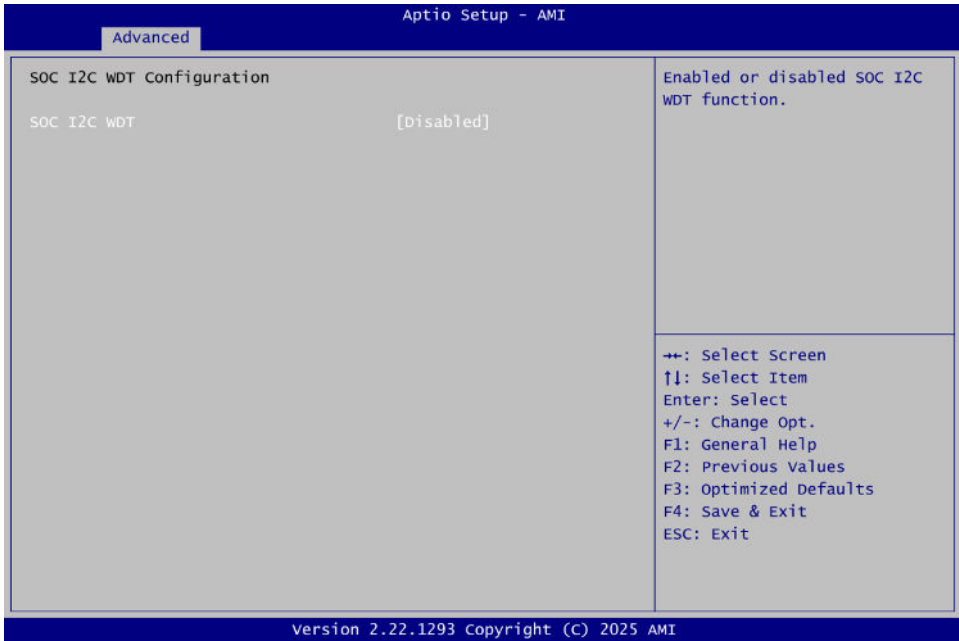 Aptio Setup - AMI
Advanced
SOC I2C WDT Configuration
SOC I2C WDT [Disabled]
Enabled or disabled SOC I2C
WDT function.
→←: Select Screen
↑↓: Select Item
Enter: Select
+/-: Change Opt.
F1: General Help
F2: Previous Values
F3: Optimized Defaults
F4: Save & Exit
ESC: Exit
Version 2.22.1293 Copyright (C) 2025 AMI